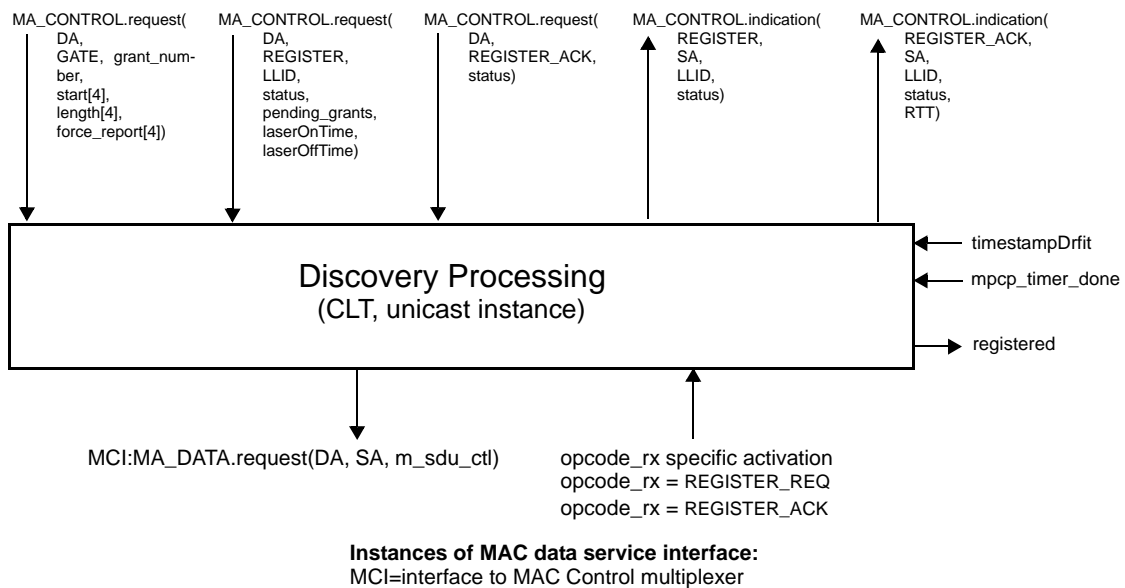 MA_CONTROL.request(
DA,
GATE, grant_num-
ber,
start[4],
length[4],
force_report[4])
MA_CONTROL.request(
DA,
REGISTER,
LLID,
status,
pending_grants,
laserOnTime,
laserOffTime)
MA_CONTROL.request(
DA,
REGISTER_ACK,
status)
MA_CONTROL.indication(
REGISTER,
SA,
LLID,
status)
MA_CONTROL.indication(
REGISTER_ACK,
SA,
LLID,
status,
RTT)
Discovery Processing
(CLT, unicast instance)
timestampDrfit
mpcp_timer_done
registered
MCI:MA_DATA.request(DA, SA, m_sdu_ctl)
opcode_rx specific activation
opcode_rx = REGISTER_REQ
opcode_rx = REGISTER_ACK
Instances of MAC data service interface:
MCI=interface to MAC Control multiplexer